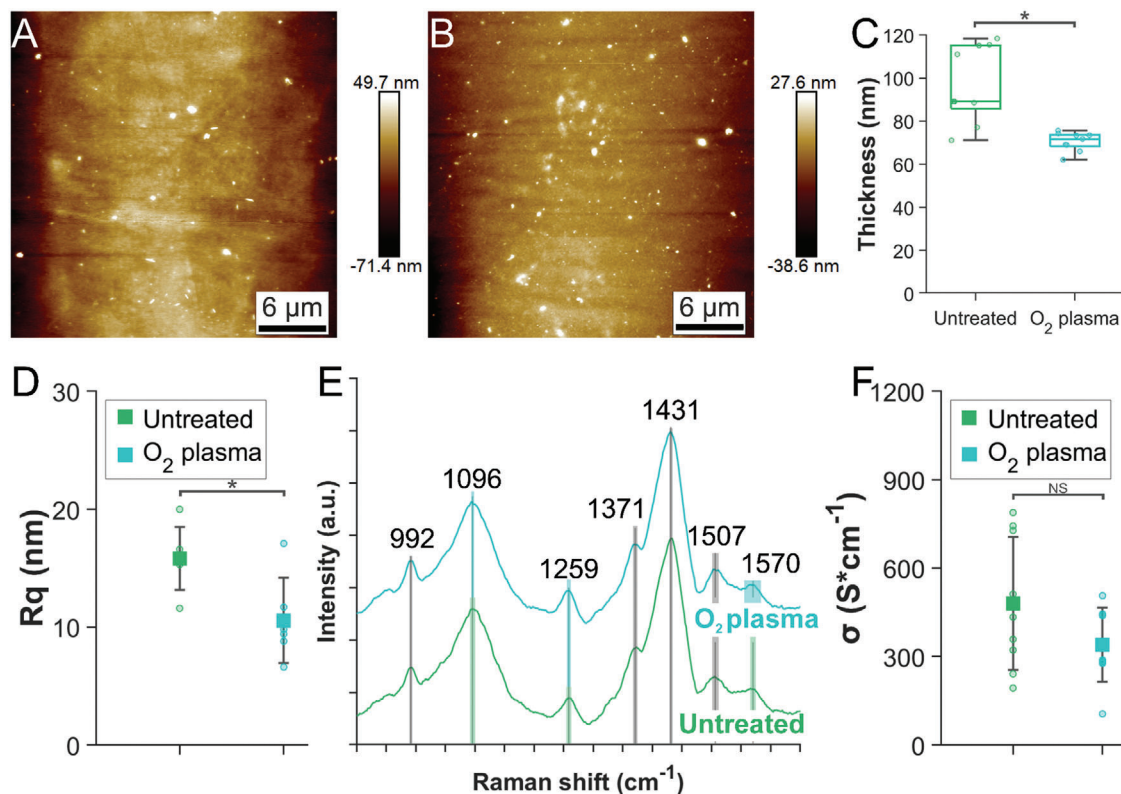 A
49.7 nm
-71.4 nm
6 µm
B
27.6 nm
-38.6 nm
6 µm
C
*
Thickness (nm)
120
100
80
60
40
20
0
Untreated
O₂ plasma
D
Rq (nm)
30
20
10
0
Untreated
O₂ plasma
*
E
Intensity (a.u.)
992
1096
1259
1371
1431
1507
1570
O₂ plasma
Untreated
Raman shift (cm⁻¹)
F
σ (S*cm⁻¹)
1200
900
600
300
0
Untreated
O₂ plasma
NS